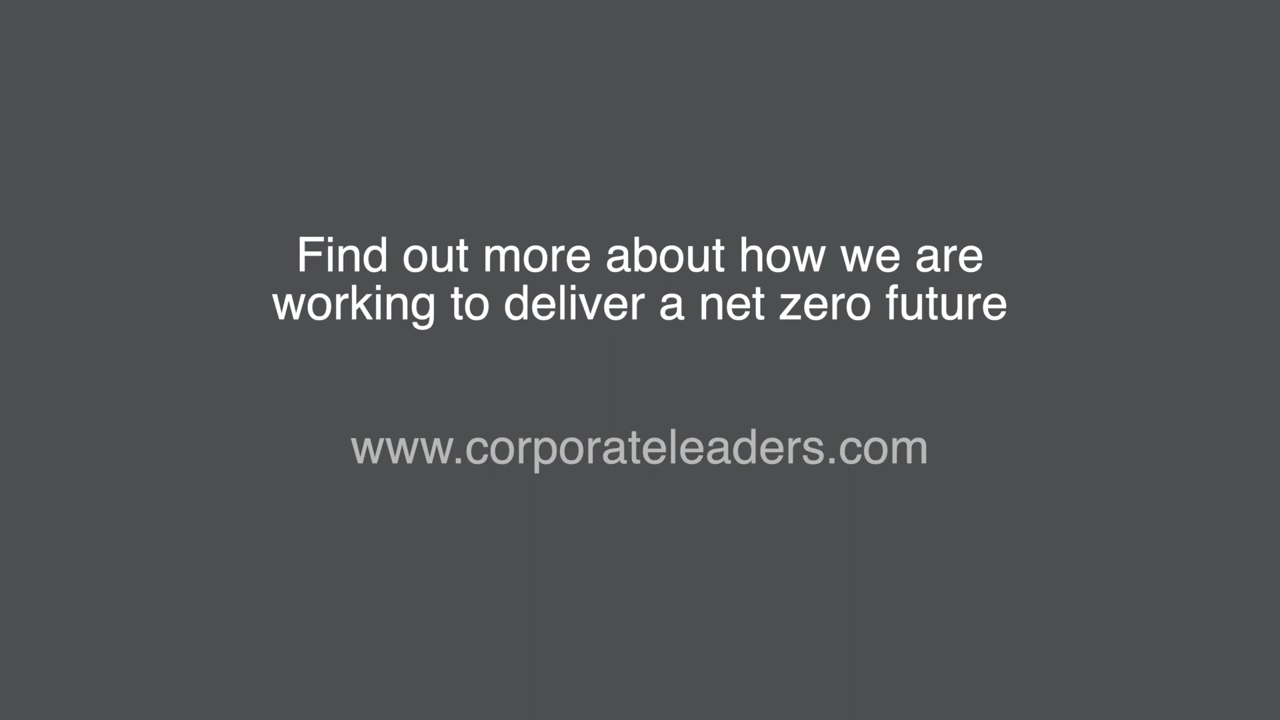 Find out more about how we are
working to deliver a net zero future
www.corporateleaders.com